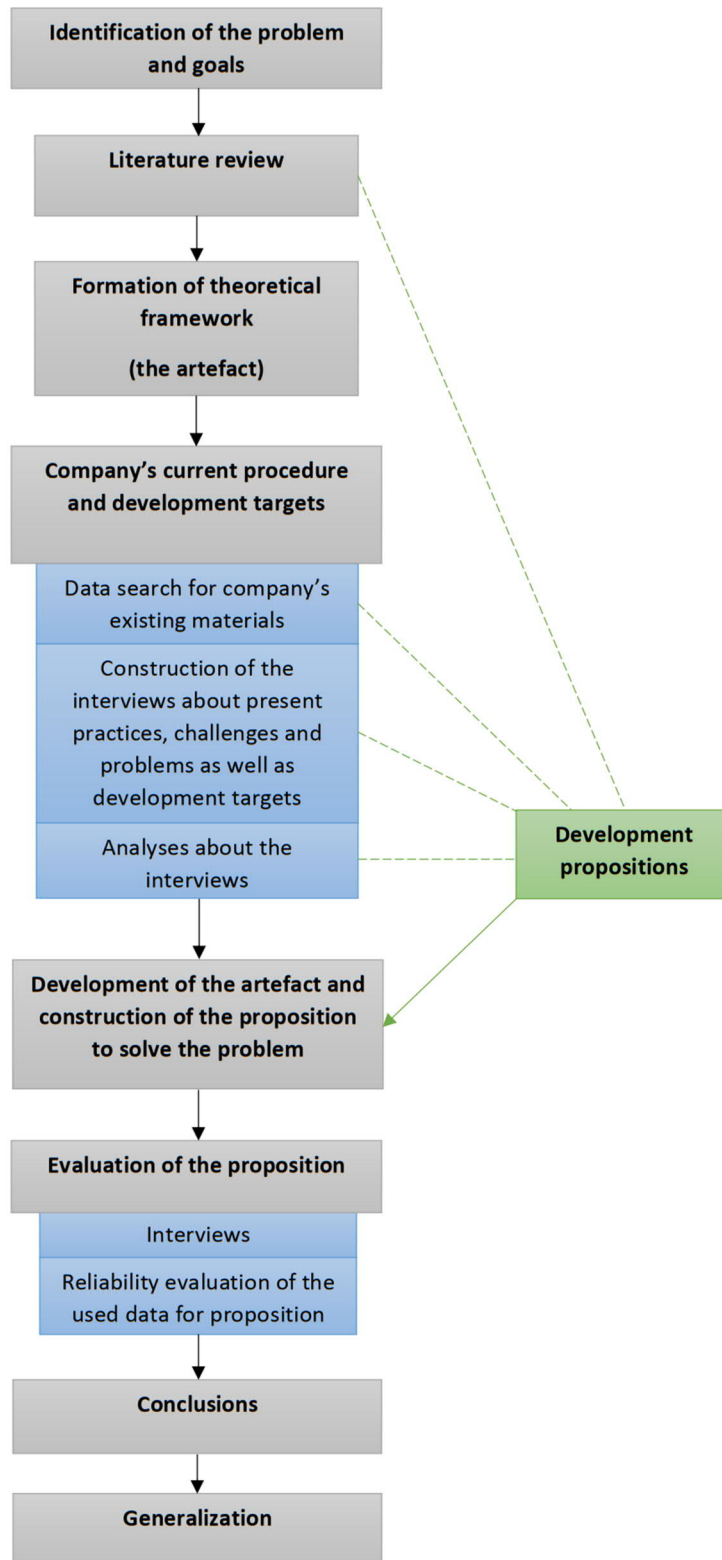 Identification of the problem
and goals
Literature review
Formation of theoretical
framework
(the artefact)
Company’s current procedure
and development targets
Data search for company’s
existing materials
Construction of the
interviews about present
practices, challenges and
problems as well as
development targets
Analyses about the
interviews
Development
propositions
Development of the artefact and
construction of the proposition
to solve the problem
Evaluation of the proposition
Interviews
Reliability evaluation of the
used data for proposition
Conclusions
Generalization